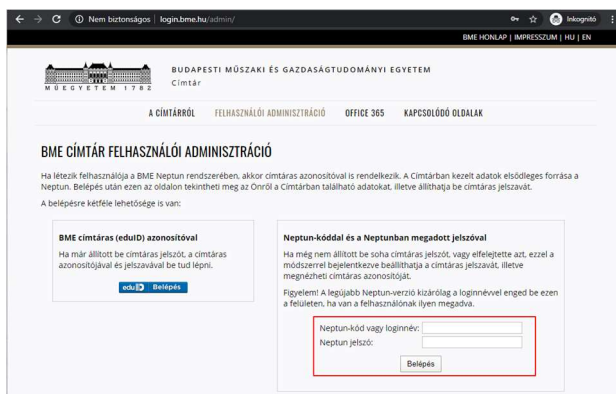 Nem biztonságos | login.bme.hu/admin/
Inkognitó
BME HONLAP | IMPRESSZUM | HU | EN
MŰEGYETEM 1782
BUDAPESTI MŰSZAKI ÉS GAZDASÁGTUDOMÁNYI EGYETEM
Címtár
A CÍMTÁRRÓL FELHASZNÁLÓI ADMINISZTRÁCIÓ OFFICE 365 KAPCSOLÓDÓ OLDALAK
BME CÍMTÁR FELHASZNÁLÓI ADMINISZTRÁCIÓ
Ha létezik felhasználója a BME Neptun rendszerében, akkor címtáras azonosítóval is rendelkezik. A Címtárban kezelt adatok elsődleges forrása a
Neptun. Belépés után ezen az oldalon tekintheti meg az Önről a Címtárban található adatokat, illetve állíthatja be címtáras jelszavát.
A belépésre kétféle lehetősége is van:
BME címtáras (eduID) azonosítóval
Ha már állított be címtáras jelszót, a címtáras
azonosítójával és jelszavával be tud lépni.
eduID Belépés
Neptun-kóddal és a Neptunban megadott jelszóval
Ha még nem állított be soha címtáras jelszót, vagy elfelejtette azt, ezzel a
módszerrel bejelentkezve beállíthatja a címtáras jelszavát, illetve
megnézheti címtáras azonosítóját.
Figyelem! A legújabb Neptun-verzió kizárólag a loginnévvel enged be ezen
a felületen, ha van a felhasználónak ilyen megadva.
Neptun-kód vagy loginnév:
Neptun jelszó:
Belépés